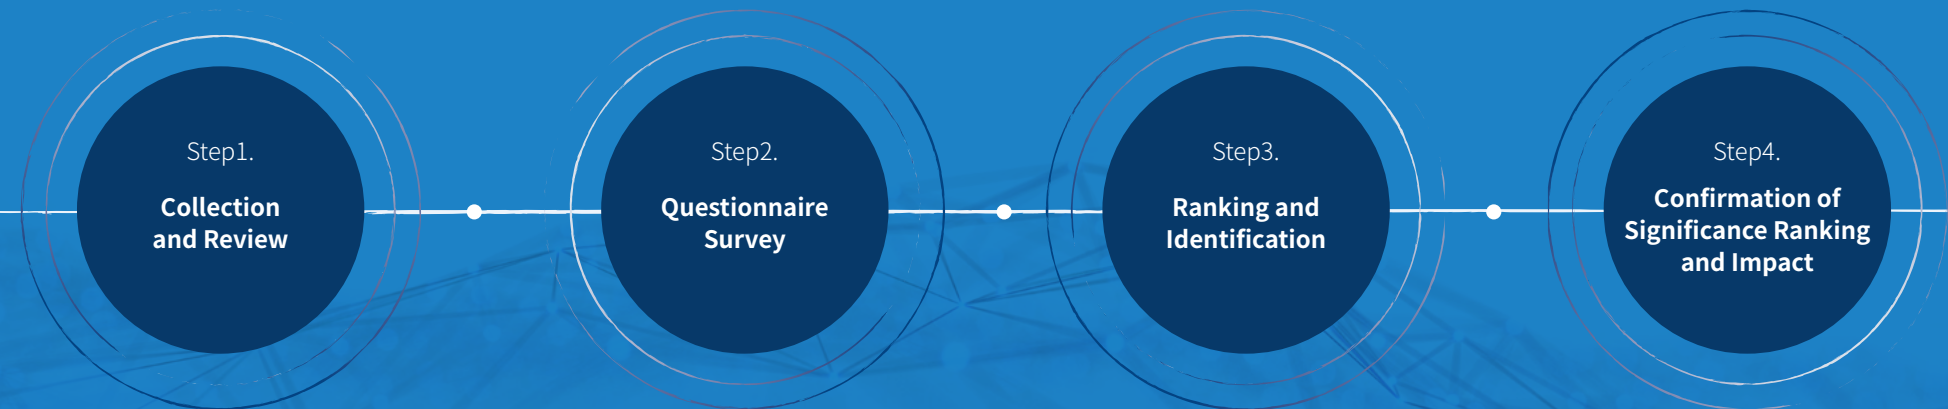 Step1.
Collection
and Review
Step2.
Questionnaire
Survey
Step3.
Ranking and
Identification
Step4.
Confirmation of
Significance Ranking
and Impact